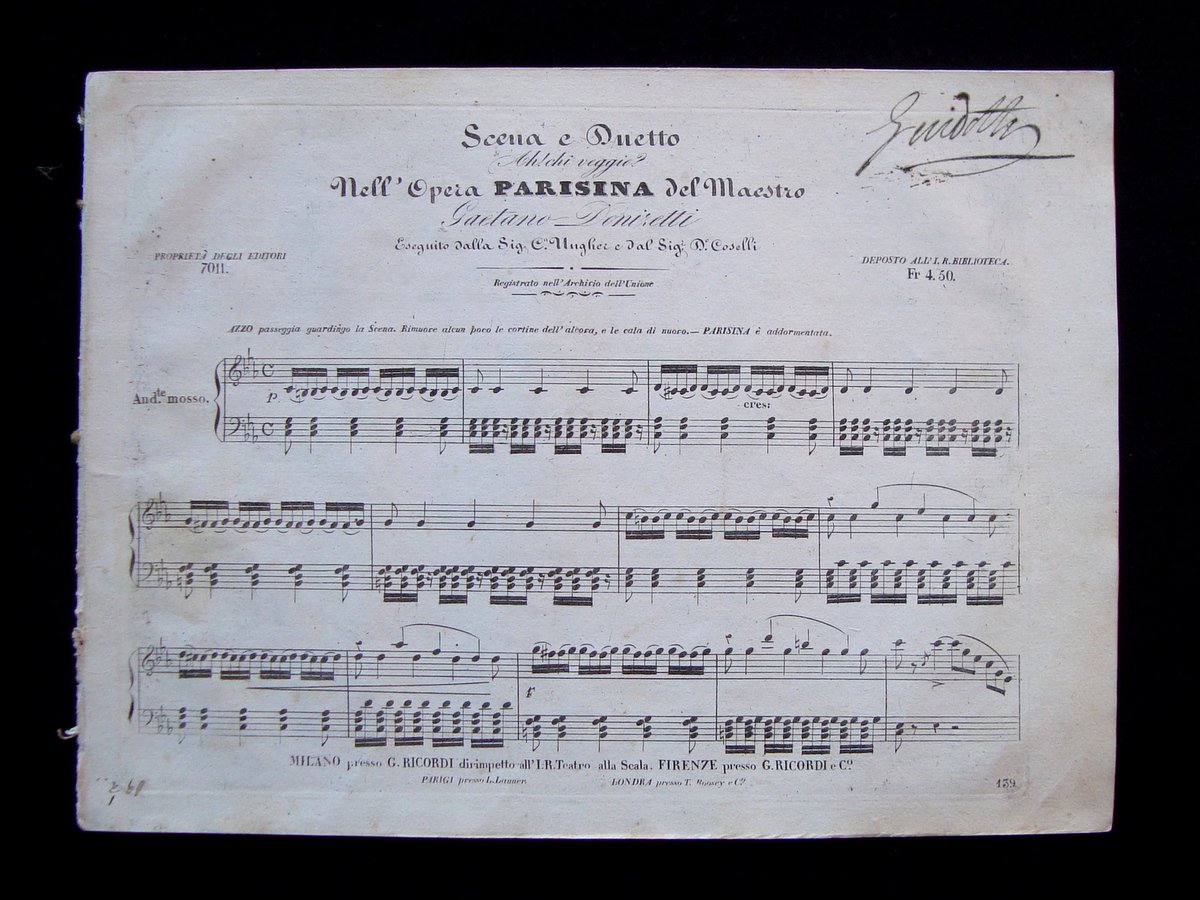 Guidotti
Scena e Duetto
"Ah! chi veggio?
Nell' Opera PARISINA del Maestro
Gaetano Donizetti
Eseguito dalla Sig. C. Ungher e dal Sig. D. Coselli
PROPRIETÀ DEGLI EDITORI
7011.
DEPOSTO ALL' I. R. BIBLIOTECA.
Fr 4. 50.
Registrato nell'Archivio dell'Unione
AZZO passeggia guardingo la Scena. Rimuove alcun poco le cortine dell'alcova, e le cala di nuovo. — PARISINA è addormentata.
And.te mosso.
p
cres:
f
MILANO presso G. RICORDI dirimpetto all' I: R. Teatro alla Scala. FIRENZE presso G. RICORDI e C.o
PARIGI presso L. Launer. LONDRA presso T. Boosey e C.o
139